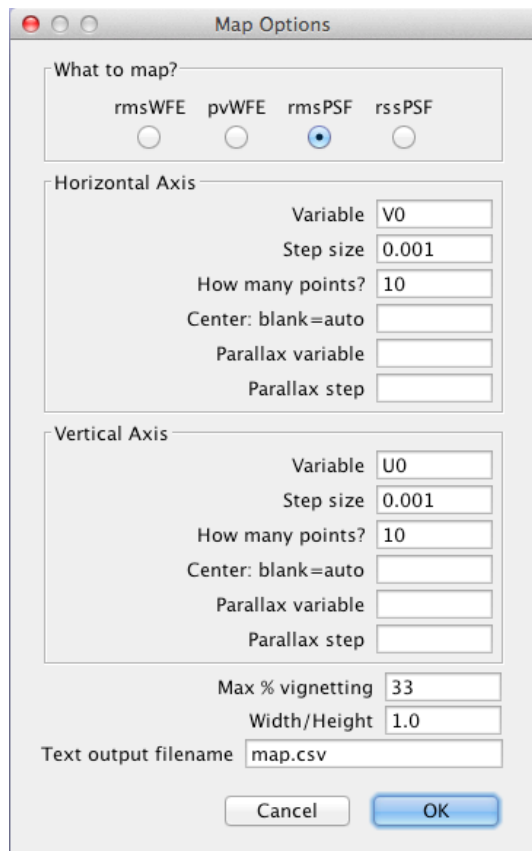 Map Options
What to map?
rmsWFE pvWFE rmsPSF rssPSF
Horizontal Axis
Variable V0
Step size 0.001
How many points? 10
Center: blank=auto
Parallax variable
Parallax step
Vertical Axis
Variable U0
Step size 0.001
How many points? 10
Center: blank=auto
Parallax variable
Parallax step
Max % vignetting 33
Width/Height 1.0
Text output filename map.csv
Cancel OK